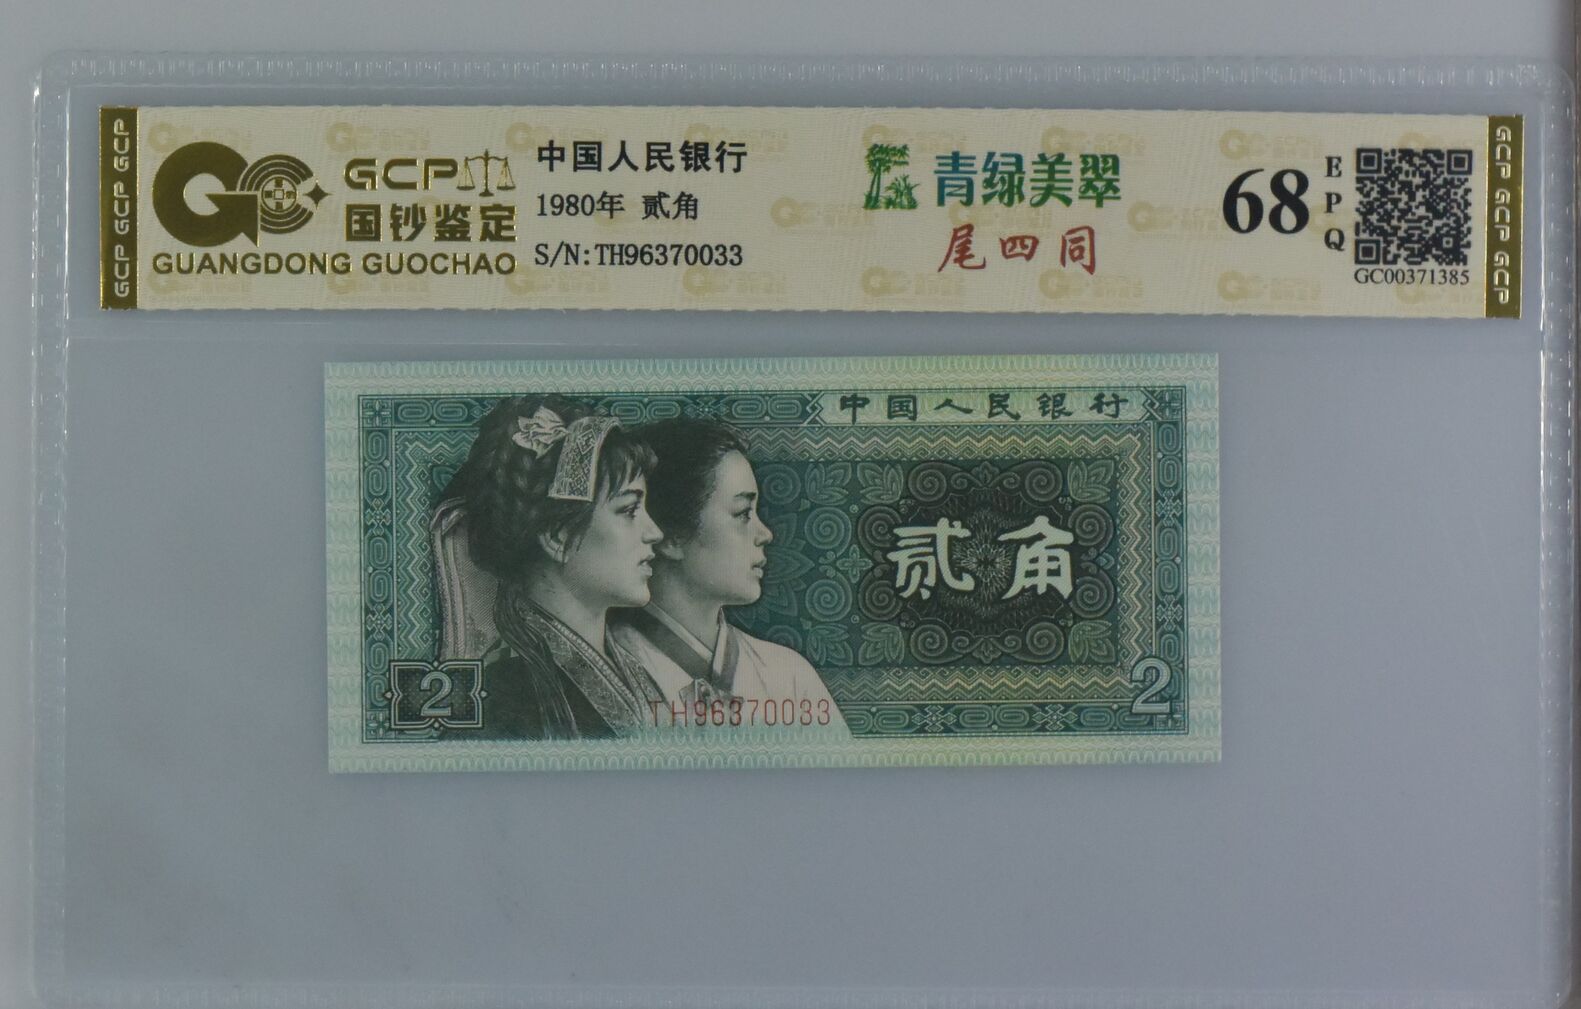 GCP GCP GCP
GCP
国钞鉴定
GUANGDONG GUOCHAO
中国人民银行
1980年 贰角
S/N:TH96370033
青绿美翠
尾四同
68
EPQ
GC00371385
GCP GCP GCP
中国人民银行
贰角
2
TH96370033
2